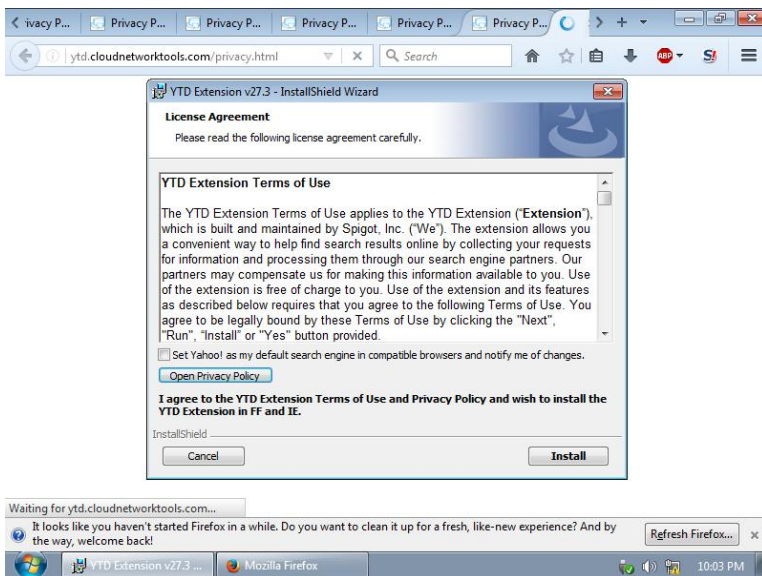 ivacy P...
Privacy P...
Privacy P...
Privacy P...
Privacy P...
Privacy P...
ytd.cloudnetworktools.com/privacy.html
Search
ABP
S!
YTD Extension v27.3 - InstallShield Wizard
License Agreement
Please read the following license agreement carefully.
YTD Extension Terms of Use
The YTD Extension Terms of Use applies to the YTD Extension (“Extension”),
which is built and maintained by Spigot, Inc. (“We”). The extension allows you
a convenient way to help find search results online by collecting your requests
for information and processing them through our search engine partners. Our
partners may compensate us for making this information available to you. Use
of the extension is free of charge to you. Use of the extension and its features
as described below requires that you agree to the following Terms of Use. You
agree to be legally bound by these Terms of Use by clicking the "Next",
"Run", “Install” or "Yes" button provided.
Set Yahoo! as my default search engine in compatible browsers and notify me of changes.
Open Privacy Policy
I agree to the YTD Extension Terms of Use and Privacy Policy and wish to install the
YTD Extension in FF and IE.
InstallShield
Cancel
Install
Waiting for ytd.cloudnetworktools.com...
It looks like you haven't started Firefox in a while. Do you want to clean it up for a fresh, like-new experience? And by
the way, welcome back!
Refresh Firefox...
YTD Extension v27.3 ...
Mozilla Firefox
10:03 PM